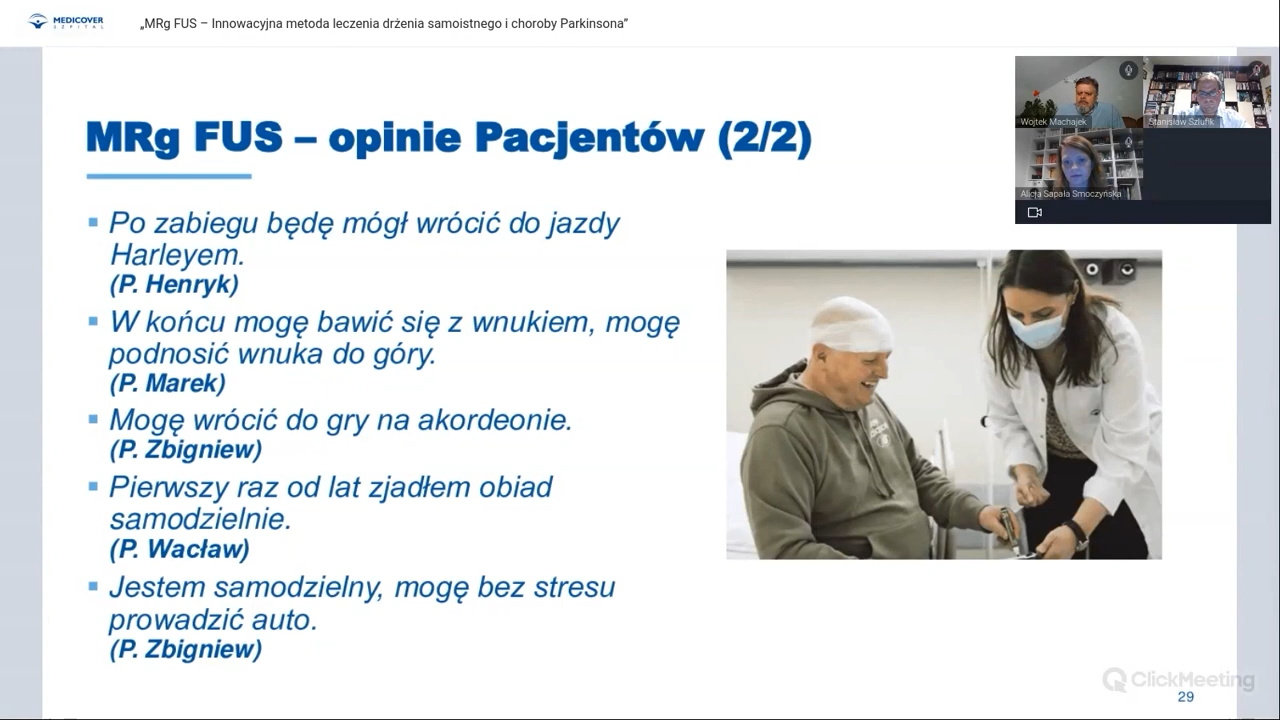 MEDICOVER
SZPITAL
„MRg FUS – Innowacyjna metoda leczenia drżenia samoistnego i choroby Parkinsona”
Wojtek Machajek
Stanisław Szlufik
Alicja Sapała Smoczyńska
MRg FUS – opinie Pacjentów (2/2)
▪ Po zabiegu będę mógł wrócić do jazdy
Harleyem.
(P. Henryk)
▪ W końcu mogę bawić się z wnukiem, mogę
podnosić wnuka do góry.
(P. Marek)
▪ Mogę wrócić do gry na akordeonie.
(P. Zbigniew)
▪ Pierwszy raz od lat zjadłem obiad
samodzielnie.
(P. Wacław)
▪ Jestem samodzielny, mogę bez stresu
prowadzić auto.
(P. Zbigniew)
ClickMeeting
29